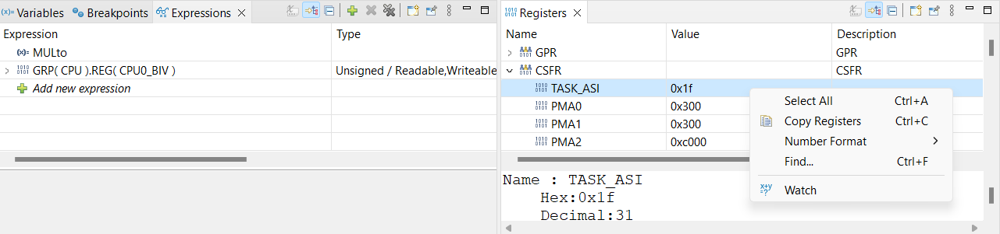 Variables Breakpoints Expressions
Expression Type
MULto
GRP( CPU ).REG( CPU0_BIV ) Unsigned / Readable,Writeable
Add new expression
Registers
Name Value Description
GPR GPR
CSFR CSFR
TASK_ASI 0x1f
PMA0 0x300
PMA1 0x300
PMA2 0xc000
Name : TASK_ASI
Hex:0x1f
Decimal:31
Select All Ctrl+A
Copy Registers Ctrl+C
Number Format
Find... Ctrl+F
Watch